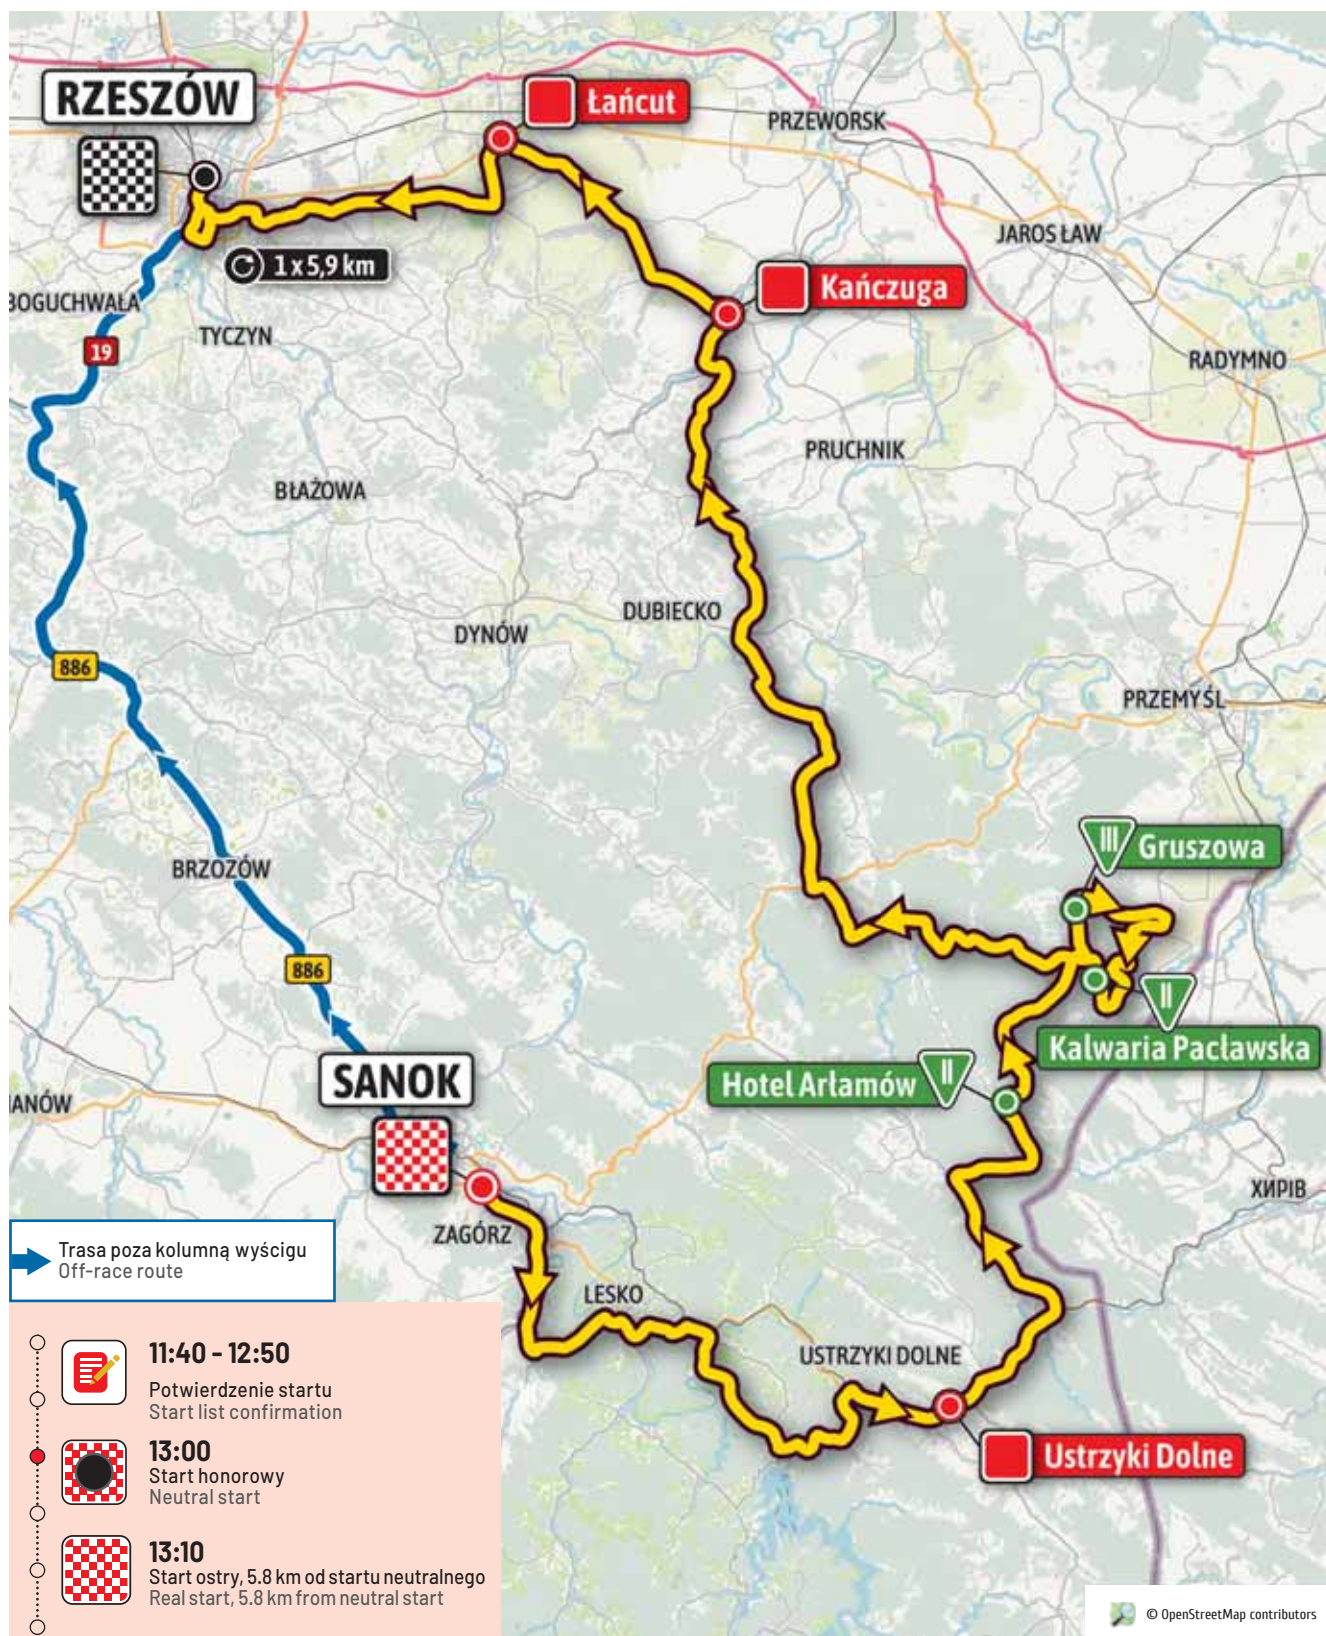 RZESZÓW
Łańcut
PRZEWORSK
JAROSŁAW
1 x 5,9 km
Kańczuga
BOGUCHWAŁA
TYCZYN
19
RADYMNO
PRUCHNIK
BŁAŻOWA
DUBIECKO
DYNÓW
886
PRZEMYŚL
III
Gruszowa
BRZOZÓW
886
II
Kalwaria Pacławska
SANOK
Hotel Arłamów
II
IANÓW
ХИРІВ
ZAGÓRZ
LESKO
USTRZYKI DOLNE
Ustrzyki Dolne
Trasa poza kolumną wyścigu
Off-race route
11:40 - 12:50
Potwierdzenie startu
Start list confirmation
13:00
Start honorowy
Neutral start
13:10
Start ostry, 5.8 km od startu neutralnego
Real start, 5.8 km from neutral start
© OpenStreetMap contributors